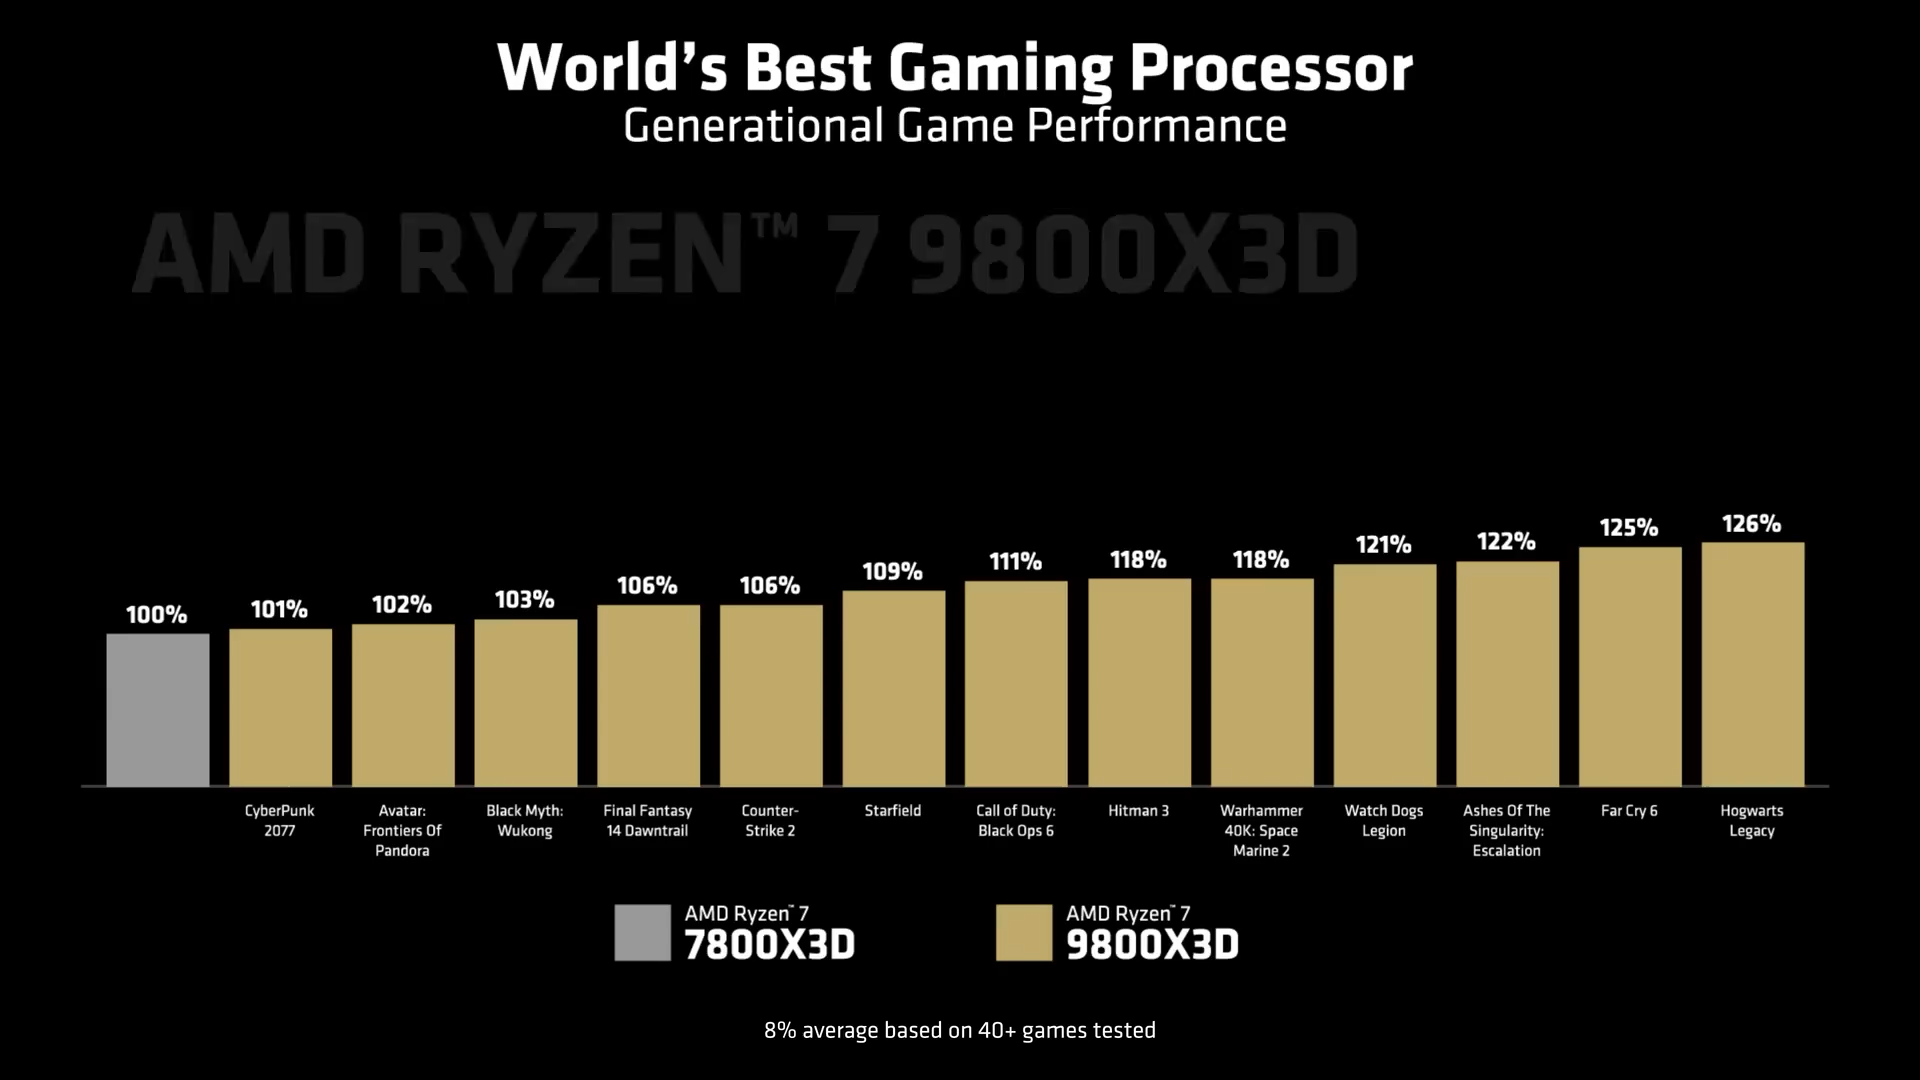 World’s Best Gaming Processor
Generational Game Performance
AMD RYZEN™ 7 9800X3D
100%
101%
102%
103%
106%
106%
109%
111%
118%
118%
121%
122%
125%
126%
CyberPunk
2077
Avatar:
Frontiers Of
Pandora
Black Myth:
Wukong
Final Fantasy
14 Dawntrail
Counter-
Strike 2
Starfield
Call of Duty:
Black Ops 6
Hitman 3
Warhammer
40K: Space
Marine 2
Watch Dogs
Legion
Ashes Of The
Singularity:
Escalation
Far Cry 6
Hogwarts
Legacy
AMD Ryzen™ 7
7800X3D
AMD Ryzen™ 7
9800X3D
8% average based on 40+ games tested